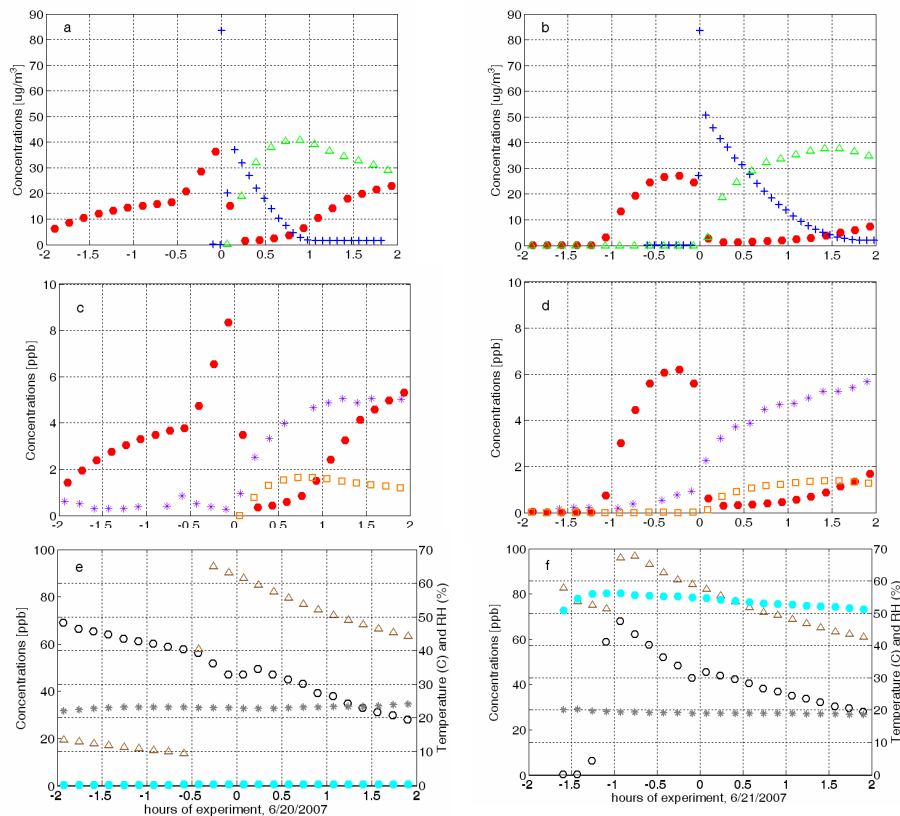 a
Concentrations [ug/m³]
90
80
70
60
50
40
30
20
10
0
-2 -1.5 -1 -0.5 0 0.5 1 1.5 2
b
Concentrations [ug/m³]
90
80
70
60
50
40
30
20
10
0
-2 -1.5 -1 -0.5 0 0.5 1 1.5 2
c
Concentrations [ppb]
10
8
6
4
2
0
-2 -1.5 -1 -0.5 0 0.5 1 1.5 2
d
Concentrations [ppb]
10
8
6
4
2
0
-2 -1.5 -1 -0.5 0 0.5 1 1.5 2
e
Concentrations [ppb]
100
80
60
40
20
0
70
60
50
40
30
20
10
0
Temperature (C) and RH (%)
-2 -1.5 -1 -0.5 0 0.5 1 1.5 2
hours of experiment, 6/20/2007
f
Concentrations [ppb]
100
80
60
40
20
0
70
60
50
40
30
20
10
0
Temperature (C) and RH (%)
-2 -1.5 -1 -0.5 0 0.5 1 1.5 2
hours of experiment, 6/21/2007